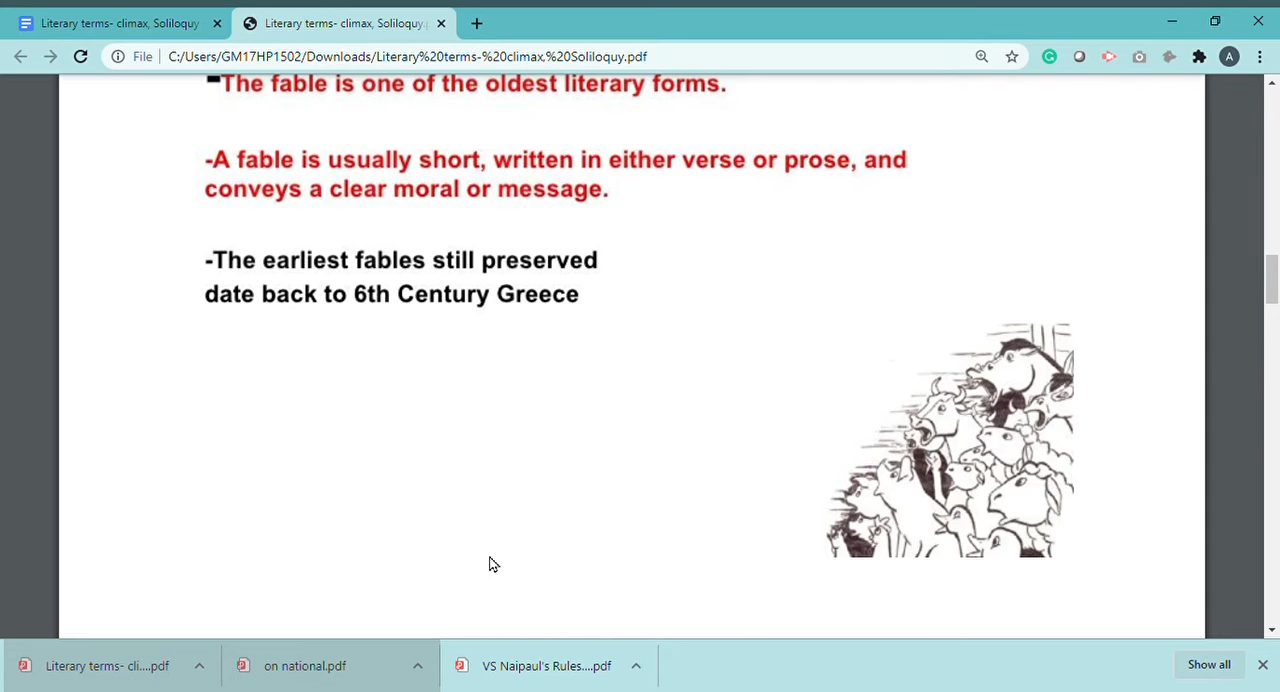 Literary terms- climax, Soliloquy
Literary terms- climax, Soliloquy.
File
C:/Users/GM17HP1502/Downloads/Literary%20terms-%20climax,%20Soliloquy.pdf
A
-The fable is one of the oldest literary forms.
-A fable is usually short, written in either verse or prose, and
conveys a clear moral or message.
-The earliest fables still preserved
date back to 6th Century Greece
Literary terms- cli....pdf
on national.pdf
VS Naipaul's Rules....pdf
Show all